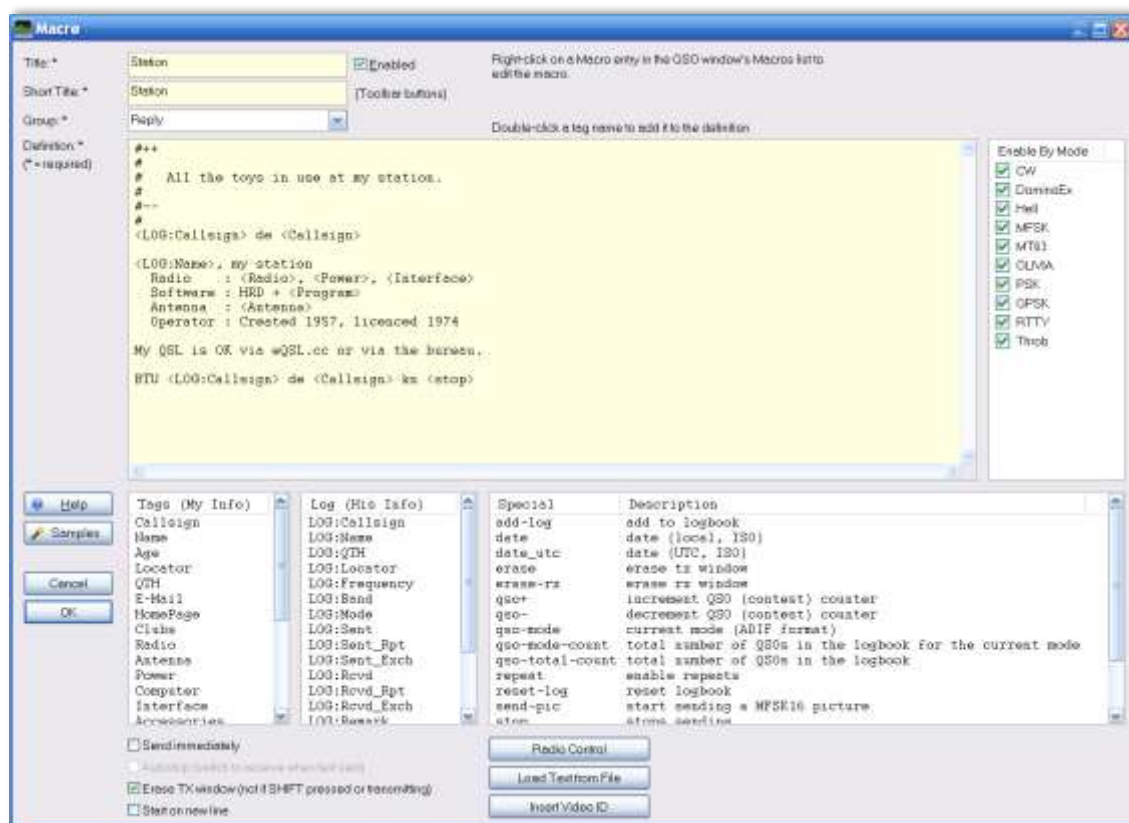 Macro
Title: * Station Enabled
Short Title: * Station (Toolbar buttons)
Group: * Reply
Right-click on a Macro entry in the QSO window's Macros list to
edit the macro.
Double-click a tag name to add it to the definition
Definition: *
(* = required)
#++
#
#   All the toys in use at my station.
#
#--
#
<LOG:Callsign> de <Callsign>
<LOG:Name>, my station
Radio    : <Radio>, <Power>, <Interface>
Software : HRD + <Program>
Antenna  : <Antenna>
Operator : Created 1957, licenced 1974
My QSL is OK via eQSL.cc or via the bureau.
BTU <LOG:Callsign> de <Callsign> kn <stop>
Enable By Mode
CW
DominoEx
Hell
MFSK
MT63
OLIVIA
PSK
QPSK
RTTY
Throb
Help
Samples
Cancel
OK
Tags (My Info)
Callsign
Name
Age
Locator
QTH
E-Mail
HomePage
Clubs
Radio
Antenna
Power
Computer
Interface
Accessories
Log (His Info)
LOG:Callsign
LOG:Name
LOG:QTH
LOG:Locator
LOG:Frequency
LOG:Band
LOG:Mode
LOG:Sent
LOG:Sent_Rpt
LOG:Sent_Exch
LOG:Rcvd
LOG:Rcvd_Rpt
LOG:Rcvd_Exch
LOG:Remark
Special Description
add-log add to logbook
date date (local, ISO)
date_utc date (UTC, ISO)
erase erase tx window
erase-rx erase rx window
qso+ increment QSO (contest) counter
qso- decrement QSO (contest) counter
qso-mode current mode (ADIF format)
qso-mode-count total number of QSOs in the logbook for the current mode
qso-total-count total number of QSOs in the logbook
repeat enable repeats
reset-log reset logbook
send-pic start sending a MFSK16 picture
stop stops sending
Send immediately
Erase TX window (not if SHIFT pressed or transmitting)
Start on new line
Radio Control
Load Text from File
Insert Video ID